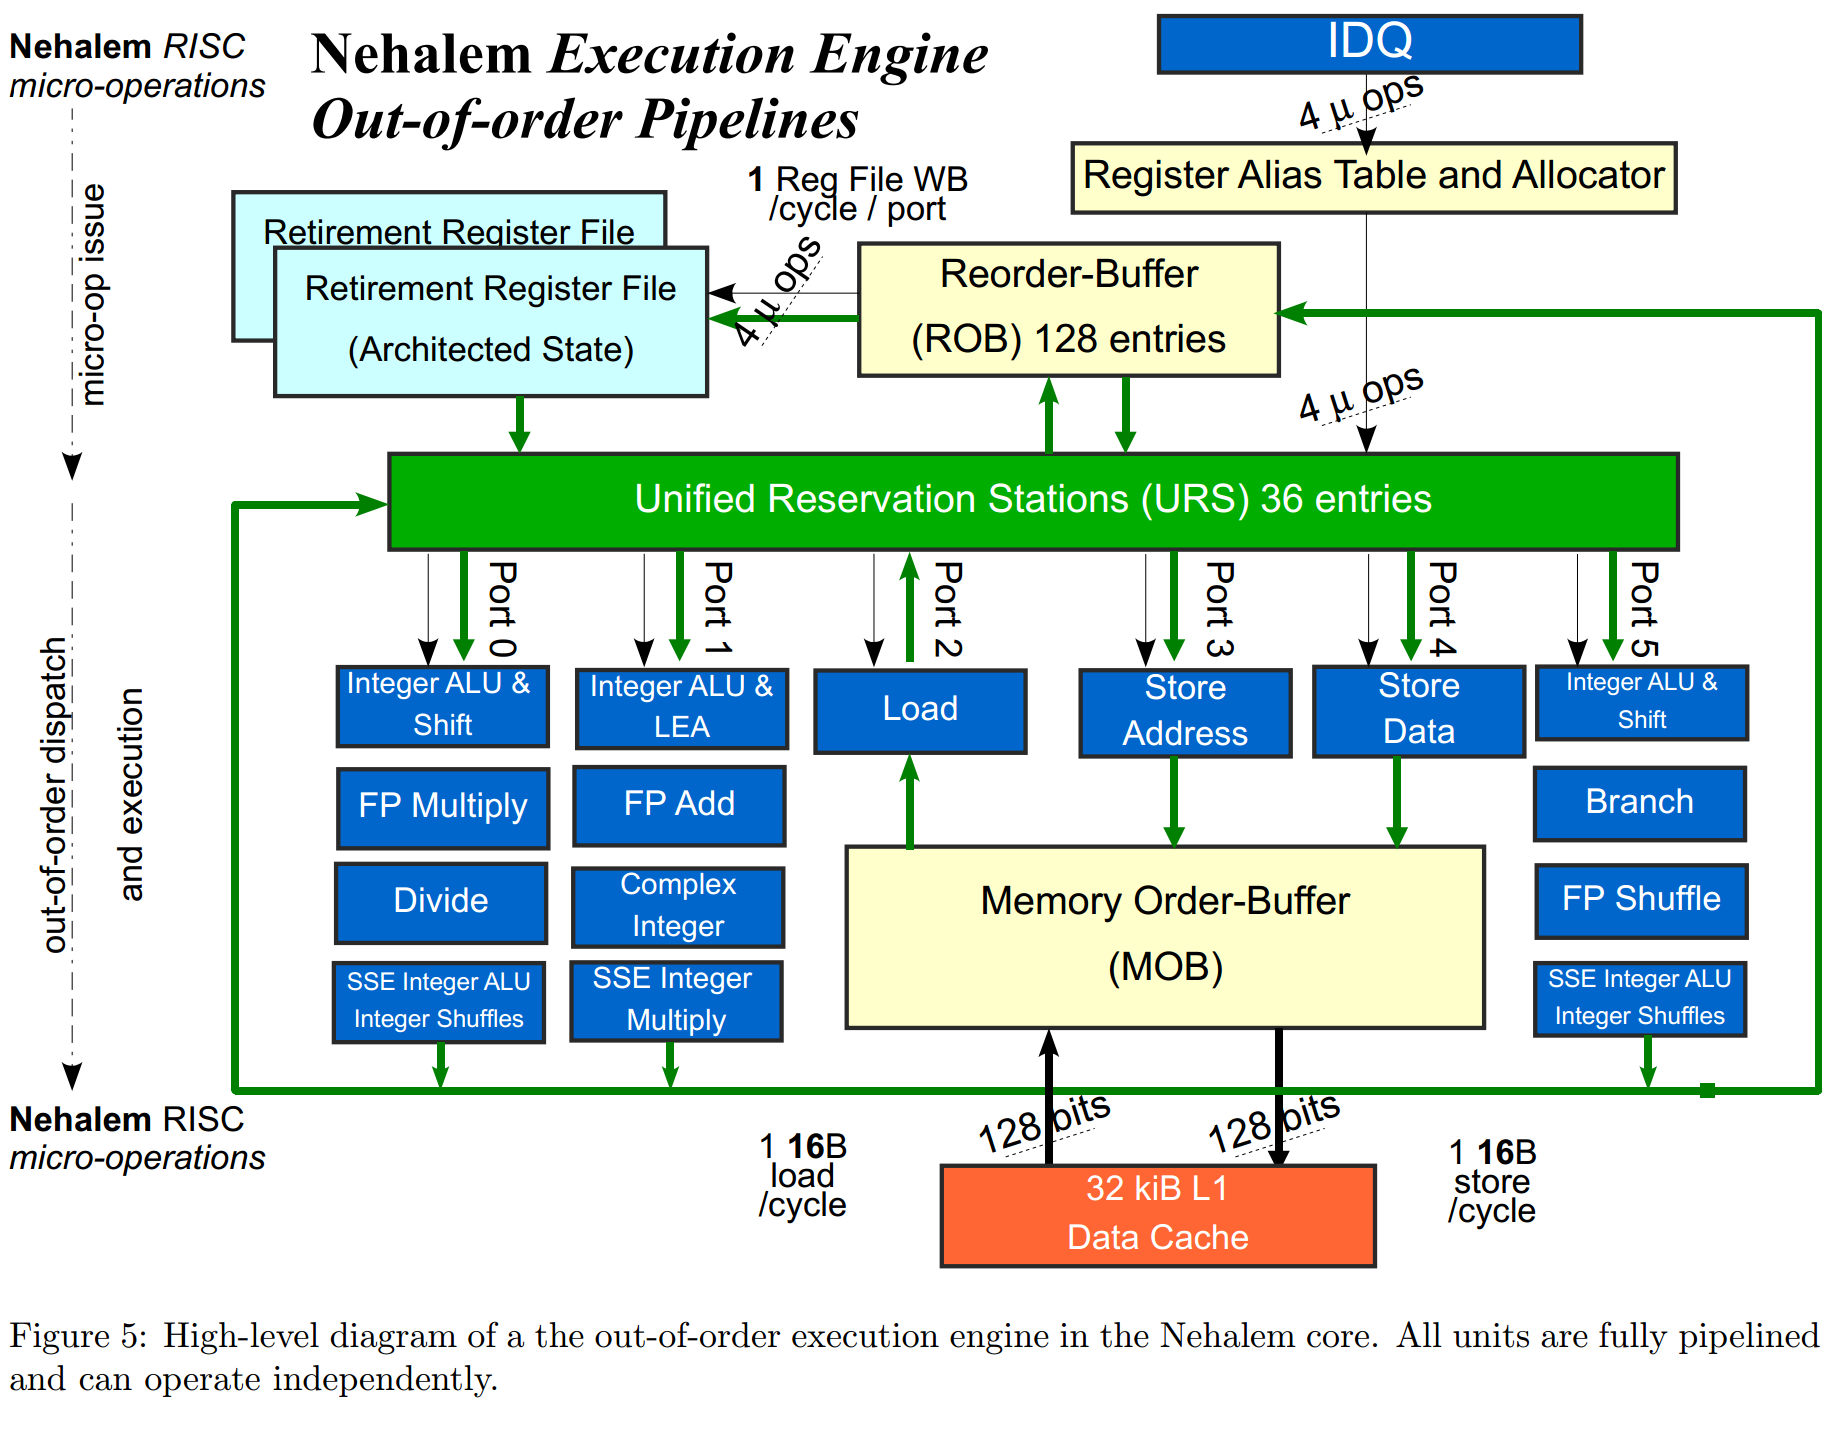 Nehalem RISC
micro-operations
Nehalem Execution Engine
Out-of-order Pipelines
IDQ
4 μ ops
Register Alias Table and Allocator
1 Reg File WB
/cycle / port
micro-op issue
Retirement Register File
Retirement Register File
(Architected State)
4 μ ops
Reorder-Buffer
(ROB) 128 entries
4 μ ops
Unified Reservation Stations (URS) 36 entries
Port 0
Port 1
Port 2
Port 3
Port 4
Port 5
out-of-order dispatch
and execution
Integer ALU &
Shift
FP Multiply
Divide
SSE Integer ALU
Integer Shuffles
Integer ALU &
LEA
FP Add
Complex
Integer
SSE Integer
Multiply
Load
Store
Address
Store
Data
Memory Order-Buffer
(MOB)
Integer ALU &
Shift
Branch
FP Shuffle
SSE Integer ALU
Integer Shuffles
Nehalem RISC
micro-operations
1 16B
load
/cycle
128 bits
128 bits
1 16B
store
/cycle
32 kiB L1
Data Cache
Figure 5: High-level diagram of a the out-of-order execution engine in the Nehalem core. All units are fully pipelined
and can operate independently.